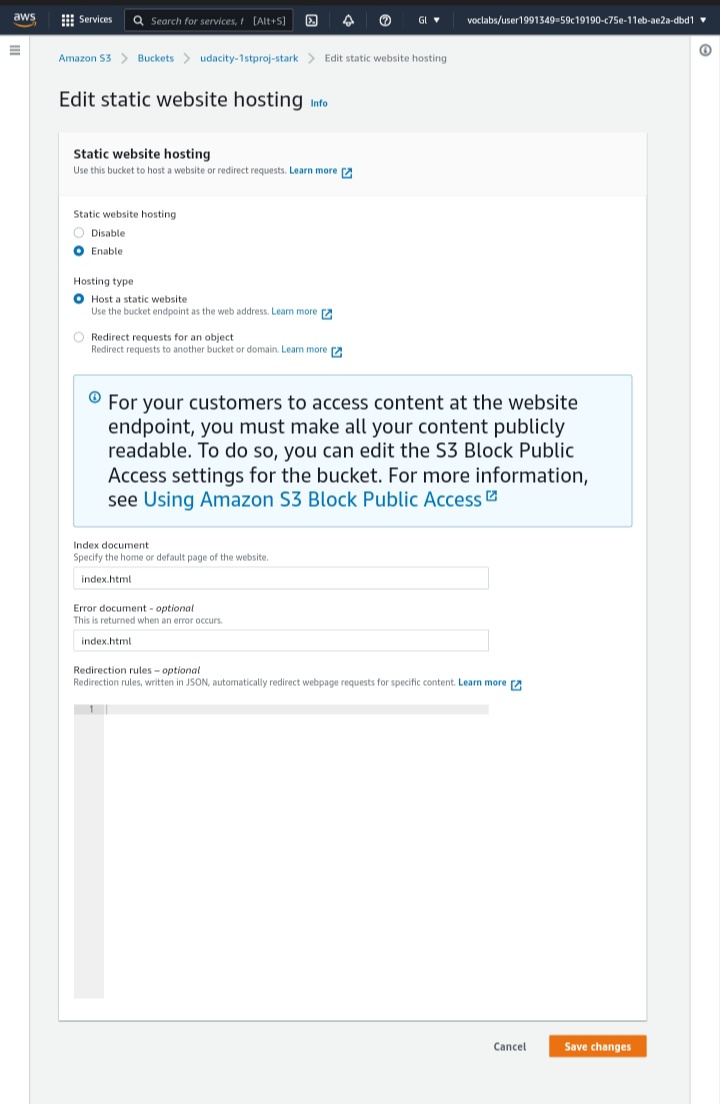 aws Services Search for services, f [Alt+S] Gl ▼ voclabs/user1991349=59c19190-c75e-11eb-ae2a-dbd1 ▼
Amazon S3 > Buckets > udacity-1stproj-stark > Edit static website hosting
Edit static website hosting Info
Static website hosting
Use this bucket to host a website or redirect requests. Learn more
Static website hosting
Disable
Enable
Hosting type
Host a static website
Use the bucket endpoint as the web address. Learn more
Redirect requests for an object
Redirect requests to another bucket or domain. Learn more
For your customers to access content at the website
endpoint, you must make all your content publicly
readable. To do so, you can edit the S3 Block Public
Access settings for the bucket. For more information,
see Using Amazon S3 Block Public Access
Index document
Specify the home or default page of the website.
index.html
Error document - optional
This is returned when an error occurs.
index.html
Redirection rules – optional
Redirection rules, written in JSON, automatically redirect webpage requests for specific content. Learn more
1
Cancel Save changes